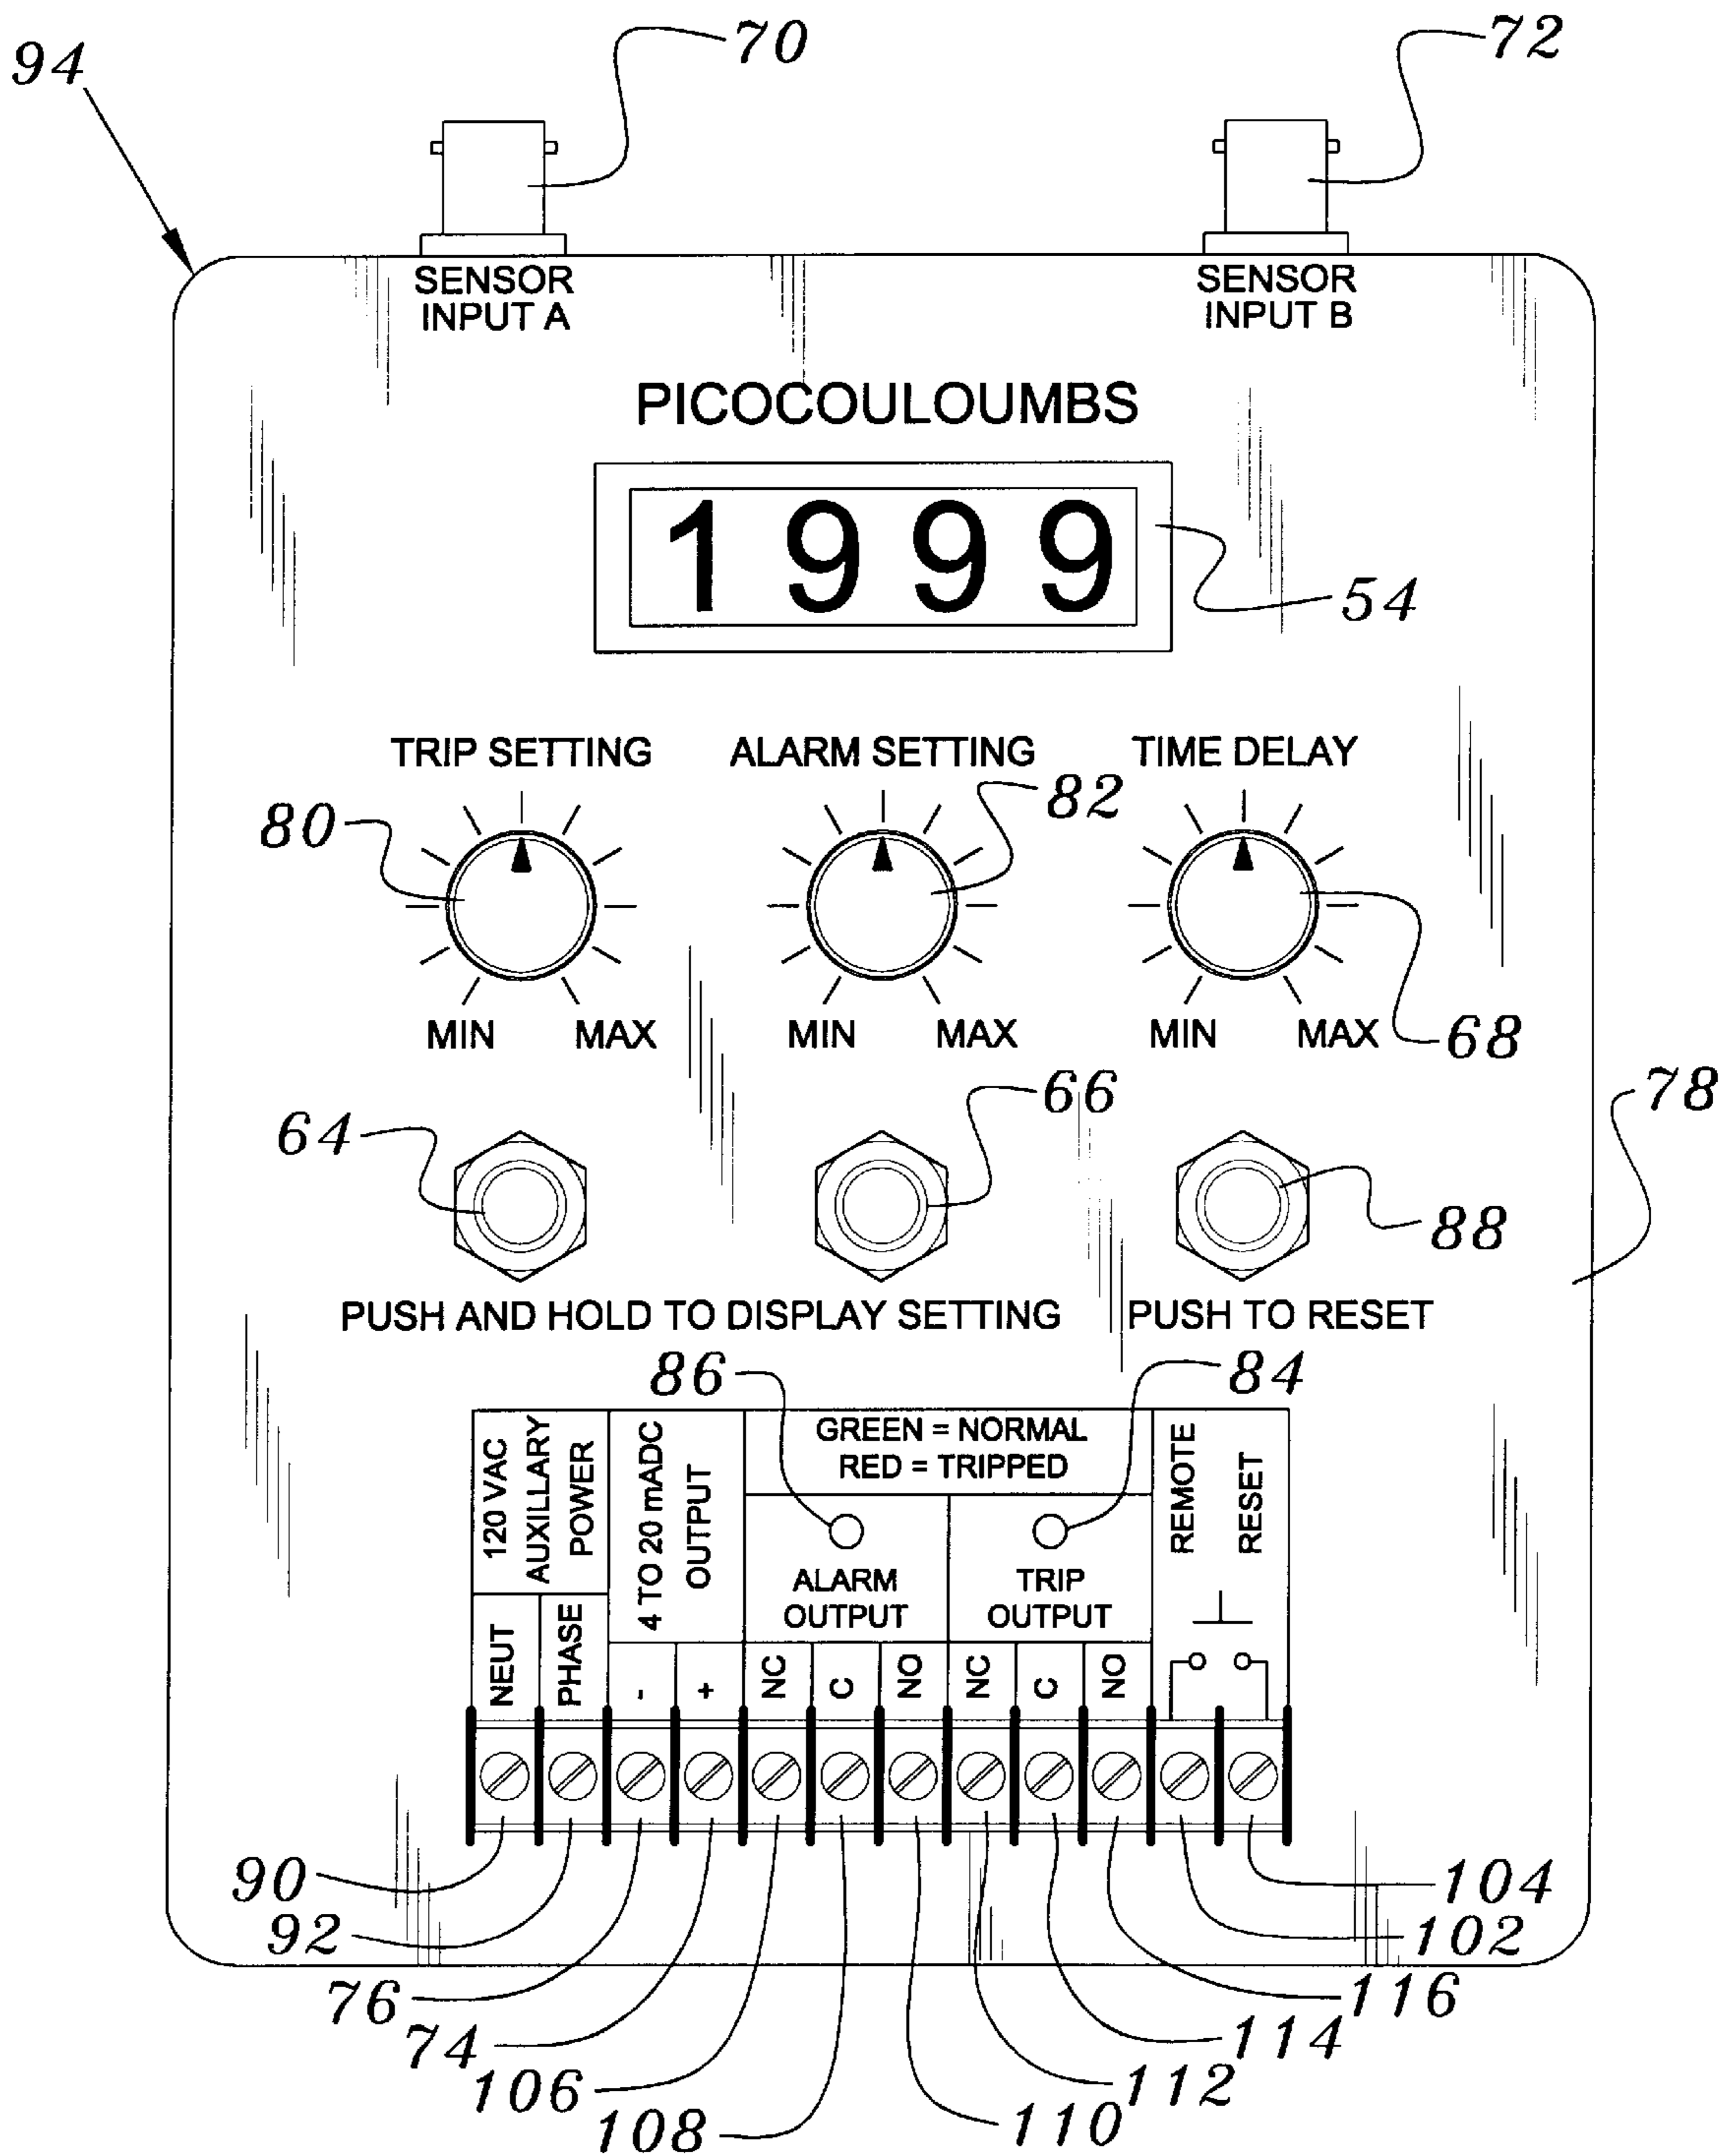 70
72
94
SENSOR
INPUT A
SENSOR
INPUT B
PICOCOULOUMBS
1999
54
TRIP SETTING
ALARM SETTING
TIME DELAY
80
82
68
MIN MAX
MIN MAX
MIN MAX
78
64
66
88
PUSH AND HOLD TO DISPLAY SETTING
PUSH TO RESET
86
84
120 VAC
AUXILLARY
POWER
4 TO 20 mADC
OUTPUT
GREEN = NORMAL
RED = TRIPPED
REMOTE
RESET
ALARM
OUTPUT
TRIP
OUTPUT
NEUT
PHASE
-
+
NC
C
NO
NC
C
NO
90
92
76
74
106
108
110
112
114
116
102
104